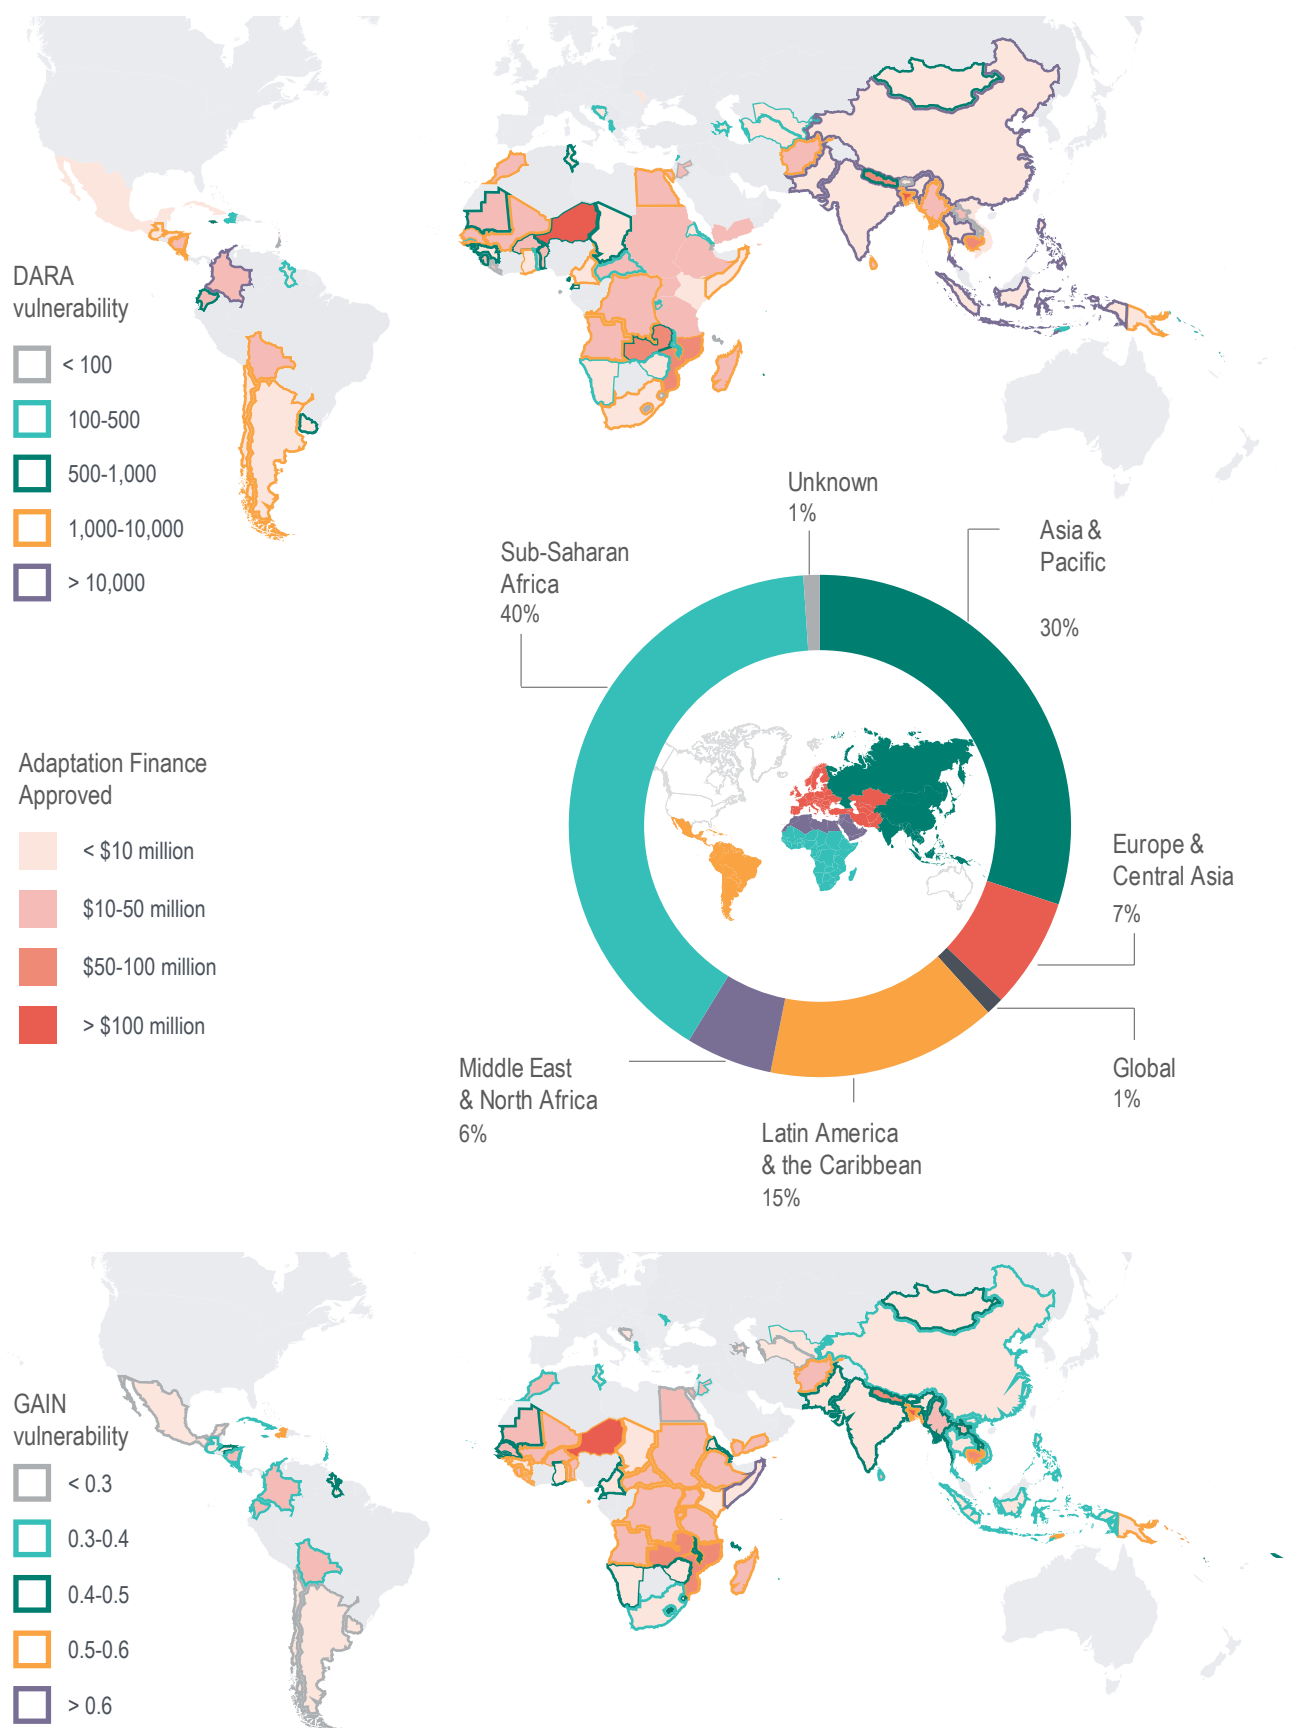 DARA
vulnerability
< 100
100-500
500-1,000
1,000-10,000
> 10,000
Unknown
1%
Asia &
Pacific
30%
Sub-Saharan
Africa
40%
Adaptation Finance
Approved
< $10 million
$10-50 million
$50-100 million
> $100 million
Europe &
Central Asia
7%
Global
1%
Middle East
& North Africa
6%
Latin America
& the Caribbean
15%
GAIN
vulnerability
< 0.3
0.3-0.4
0.4-0.5
0.5-0.6
> 0.6